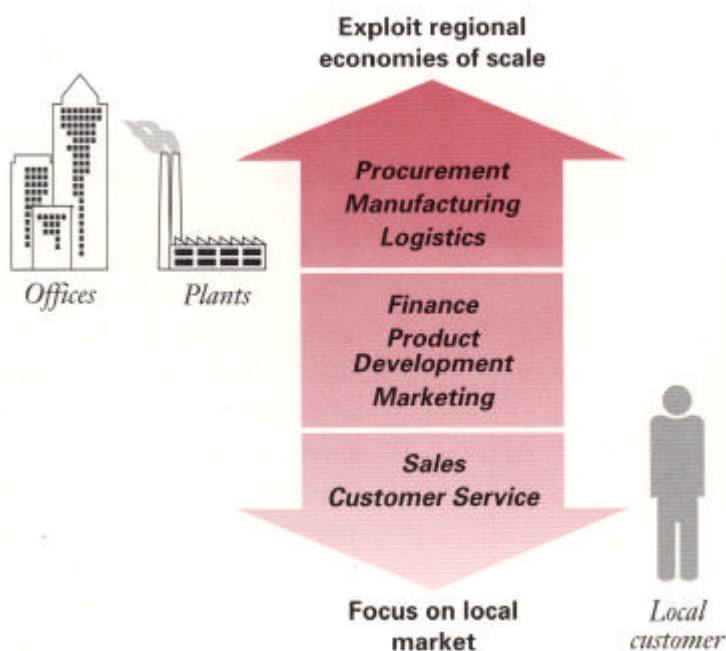 Exploit regional
economies of scale
Procurement
Manufacturing
Logistics
Offices
Plants
Finance
Product
Development
Marketing
Sales
Customer Service
Focus on local
market
Local
customer